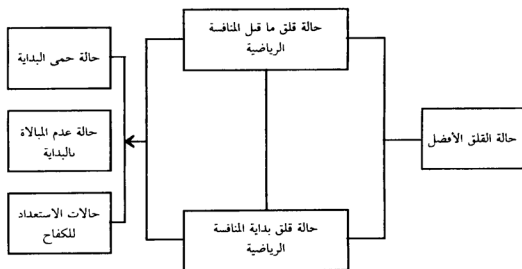 حالة قلق ما قبل المنافسة
الرياضية
حالة حمى البداية
حالة القلق الأفضل
حالة عدم المبالاة
بالبداية
حالات الاستعداد
للكفاح
حالة قلق بداية المنافسة
الرياضية